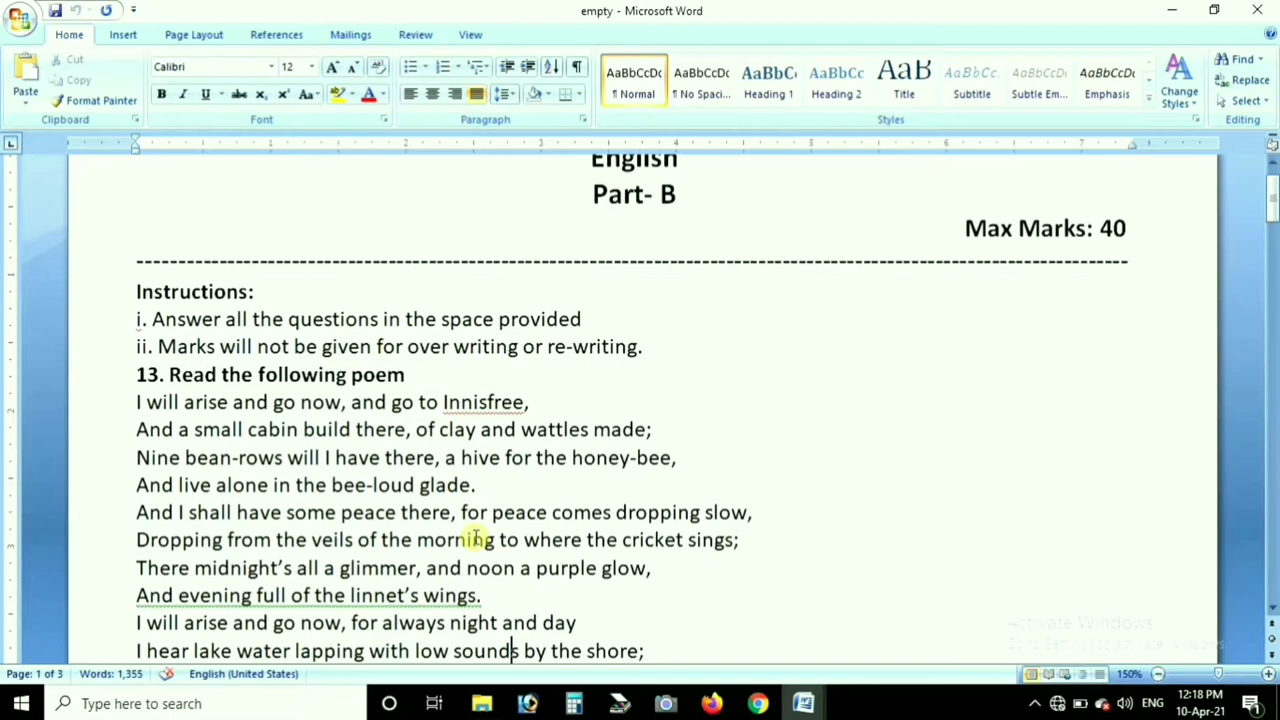 empty - Microsoft Word
Home Insert Page Layout References Mailings Review View
Paste
Cut
Copy
Format Painter
Clipboard
Calibri 12
Font
Paragraph
AaBbCcDc AaBbCcDc AaBbC AaBbCc AaB AaBbCc. AaBbCcDc AaBbCcDc
¶ Normal ¶ No Spaci... Heading 1 Heading 2 Title Subtitle Subtle Em... Emphasis
Change Styles
Styles
Find
Replace
Select
Editing
English
Part- B
Max Marks: 40
Instructions:
i. Answer all the questions in the space provided
ii. Marks will not be given for over writing or re-writing.
13. Read the following poem
I will arise and go now, and go to Innisfree,
And a small cabin build there, of clay and wattles made;
Nine bean-rows will I have there, a hive for the honey-bee,
And live alone in the bee-loud glade.
And I shall have some peace there, for peace comes dropping slow,
Dropping from the veils of the morning to where the cricket sings;
There midnight’s all a glimmer, and noon a purple glow,
And evening full of the linnet’s wings.
I will arise and go now, for always night and day
I hear lake water lapping with low sounds by the shore;
Activate Windows
Page: 1 of 3 Words: 1,355 English (United States) 150%
Type here to search
ENG
12:18 PM
10-Apr-21